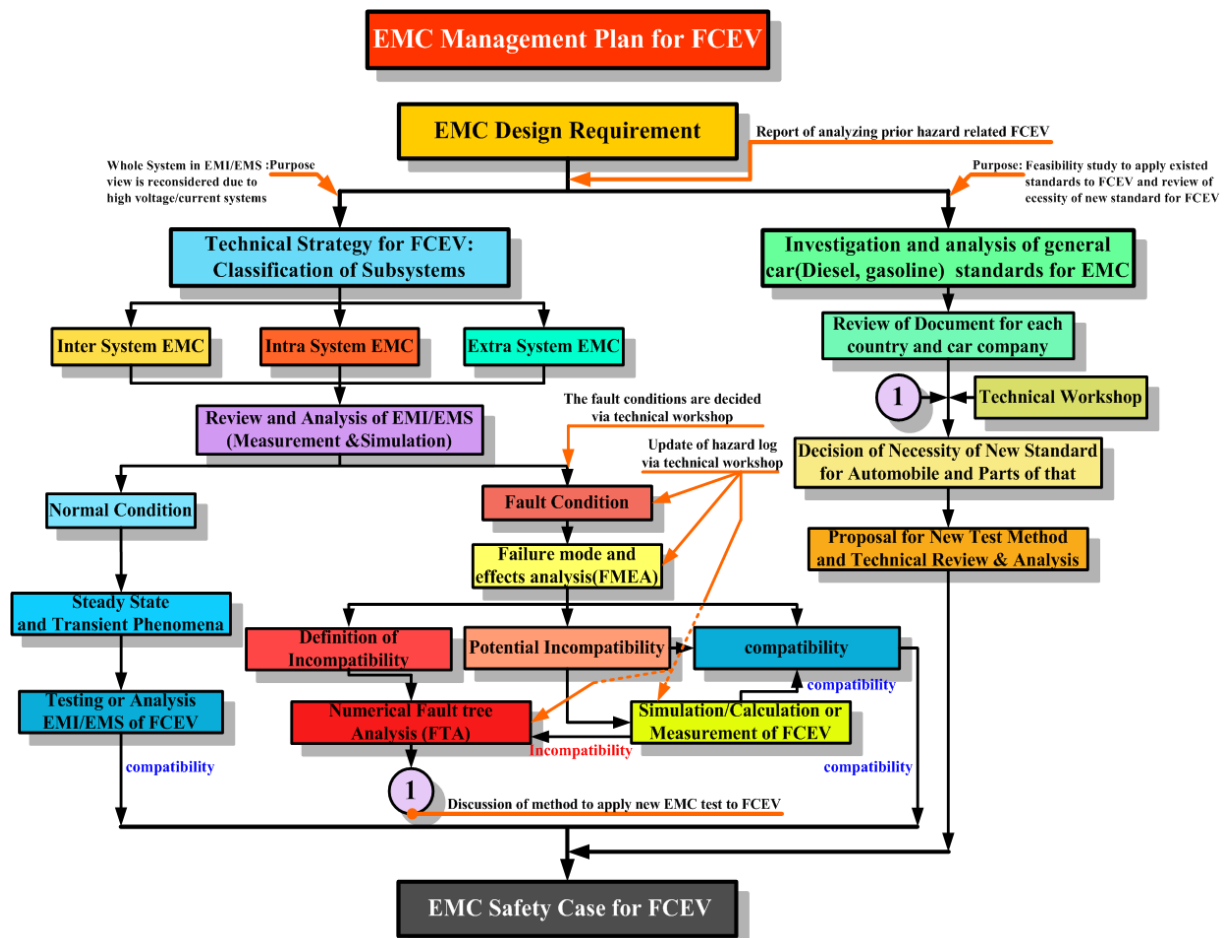 EMC Management Plan for FCEV
EMC Design Requirement
Report of analyzing prior hazard related FCEV
Whole System in EMI/EMS :Purpose
view is reconsidered due to
high voltage/current systems
Purpose: Feasibility study to apply existed
standards to FCEV and review of
ecessity of new standard for FCEV
Technical Strategy for FCEV:
Classification of Subsystems
Investigation and analysis of general
car(Diesel, gasoline) standards for EMC
Inter System EMC
Intra System EMC
Extra System EMC
Review of Document for each
country and car company
1
Technical Workshop
The fault conditions are decided
via technical workshop
Review and Analysis of EMI/EMS
(Measurement &Simulation)
Update of hazard log
via technical workshop
Decision of Necessity of New Standard
for Automobile and Parts of that
Normal Condition
Fault Condition
Failure mode and
effects analysis(FMEA)
Proposal for New Test Method
and Technical Review & Analysis
Steady State
and Transient Phenomena
Definition of
Incompatibility
Potential Incompatibility
compatibility
compatibility
Testing or Analysis
EMI/EMS of FCEV
Numerical Fault tree
Analysis (FTA)
Simulation/Calculation or
Measurement of FCEV
Incompatibility
compatibility
compatibility
1
Discussion of method to apply new EMC test to FCEV
EMC Safety Case for FCEV